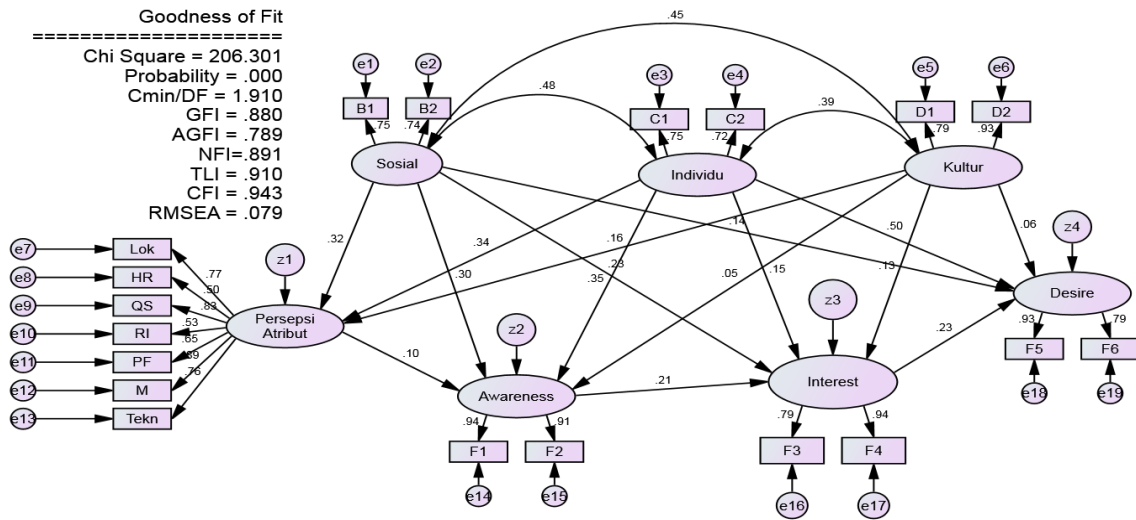 Goodness of Fit
=====================
Chi Square = 206.301
Probability = .000
Cmin/DF = 1.910
GFI = .880
AGFI = .789
NFI=.891
TLI = .910
CFI = .943
RMSEA = .079
.45
e1
e2
e3
e4
e5
e6
.48
.39
B1
B2
C1
C2
D1
D2
.75
.74
.75
.72
.79
.93
Sosial
Individu
Kultur
.32
.34
.30
.16
.23
.35
.14
.05
.15
.50
.13
.06
z4
Desire
.93
.79
F5
F6
e18
e19
e7
Lok
e8
HR
e9
QS
e10
RI
e11
PF
e12
M
e13
Tekn
.77
.50
.83
.53
.65
.76
z1
Persepsi
Atribut
.10
z2
Awareness
.21
z3
Interest
.23
.94
.91
F1
F2
e14
e15
.79
.94
F3
F4
e16
e17